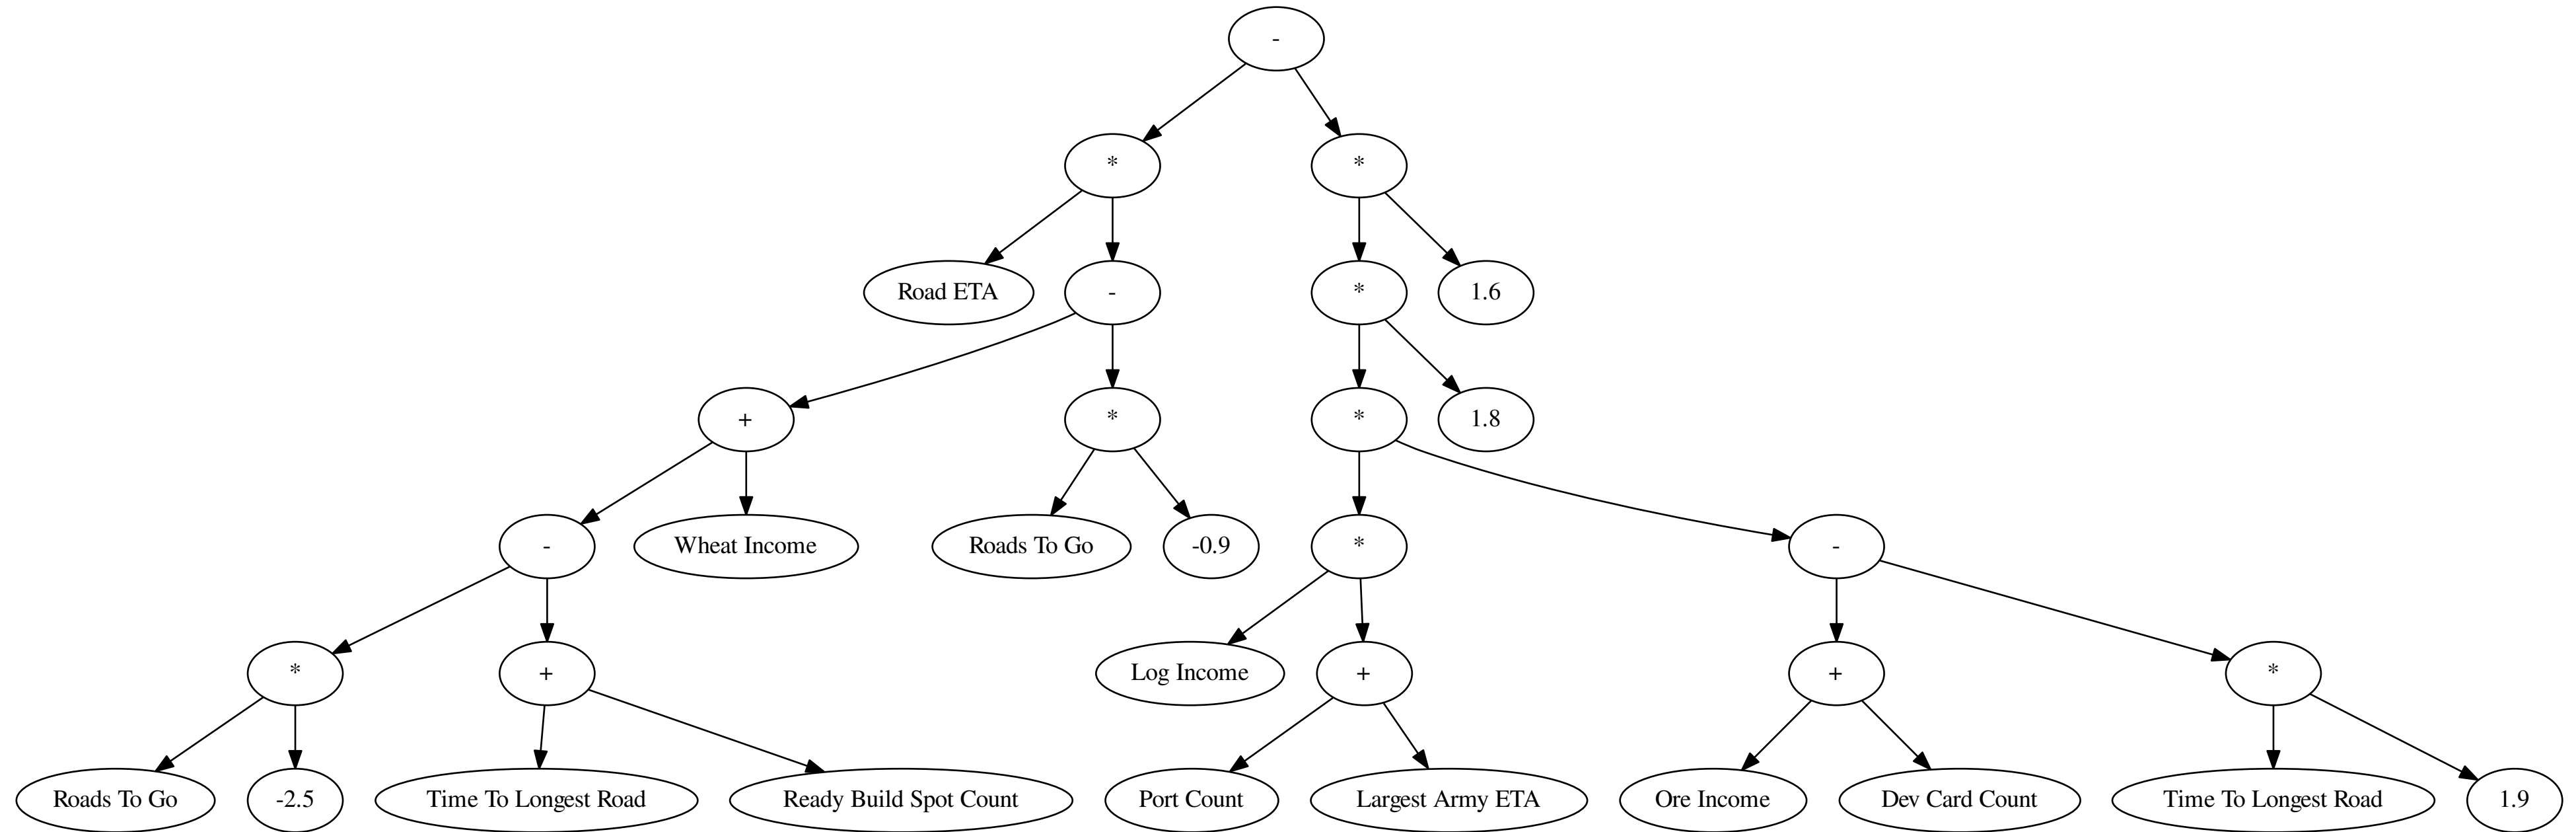 -
*
*
Road ETA
-
*
1.6
+
*
*
1.8
-
Wheat Income
Roads To Go
-0.9
*
-
*
+
Log Income
+
+
*
Roads To Go
-2.5
Time To Longest Road
Ready Build Spot Count
Port Count
Largest Army ETA
Ore Income
Dev Card Count
Time To Longest Road
1.9